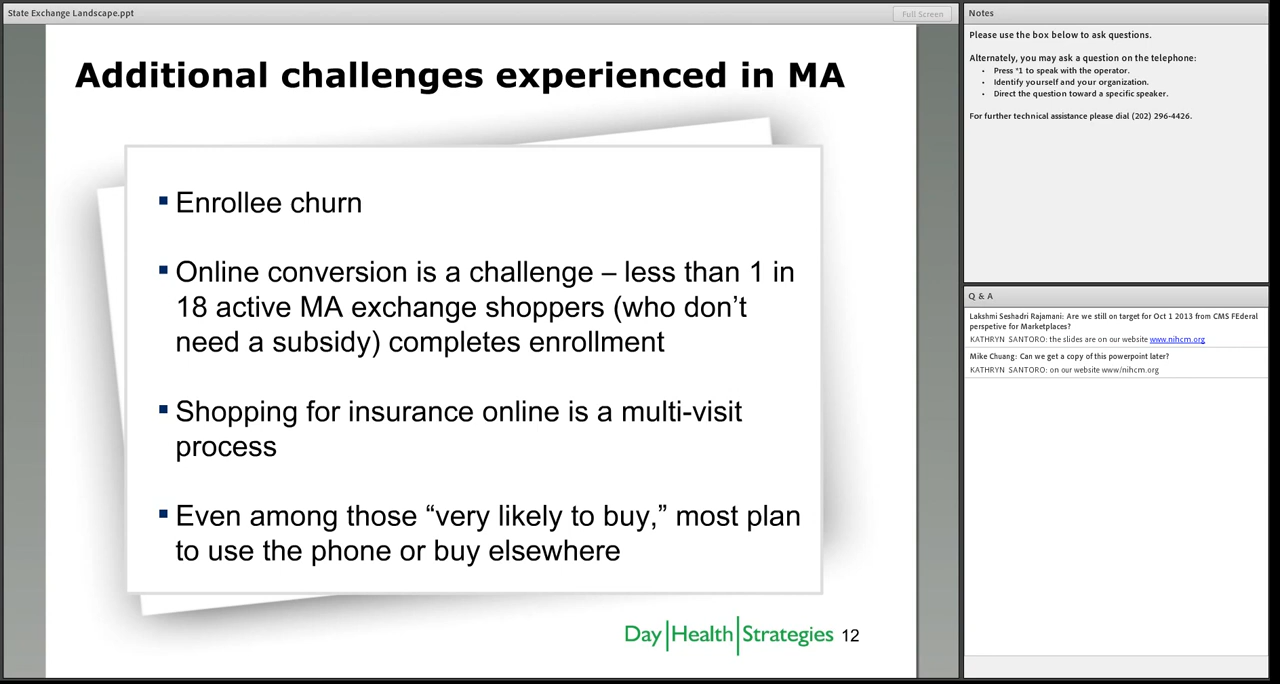 State Exchange Landscape.ppt
Full Screen
Additional challenges experienced in MA
▪ Enrollee churn
▪ Online conversion is a challenge – less than 1 in
18 active MA exchange shoppers (who don’t
need a subsidy) completes enrollment
▪ Shopping for insurance online is a multi-visit
process
▪ Even among those “very likely to buy,” most plan
to use the phone or buy elsewhere
Day|Health|Strategies 12
Notes
Please use the box below to ask questions.
Alternately, you may ask a question on the telephone:
• Press *1 to speak with the operator.
• Identify yourself and your organization.
• Direct the question toward a specific speaker.
For further technical assistance please dial (202) 296-4426.
Q & A
Lakshmi Seshadri Rajamani: Are we still on target for Oct 1 2013 from CMS FEderal
perspetive for Marketplaces?
KATHRYN SANTORO: the slides are on our website www.nihcm.org
Mike Chuang: Can we get a copy of this powerpoint later?
KATHRYN SANTORO: on our website www/nihcm.org